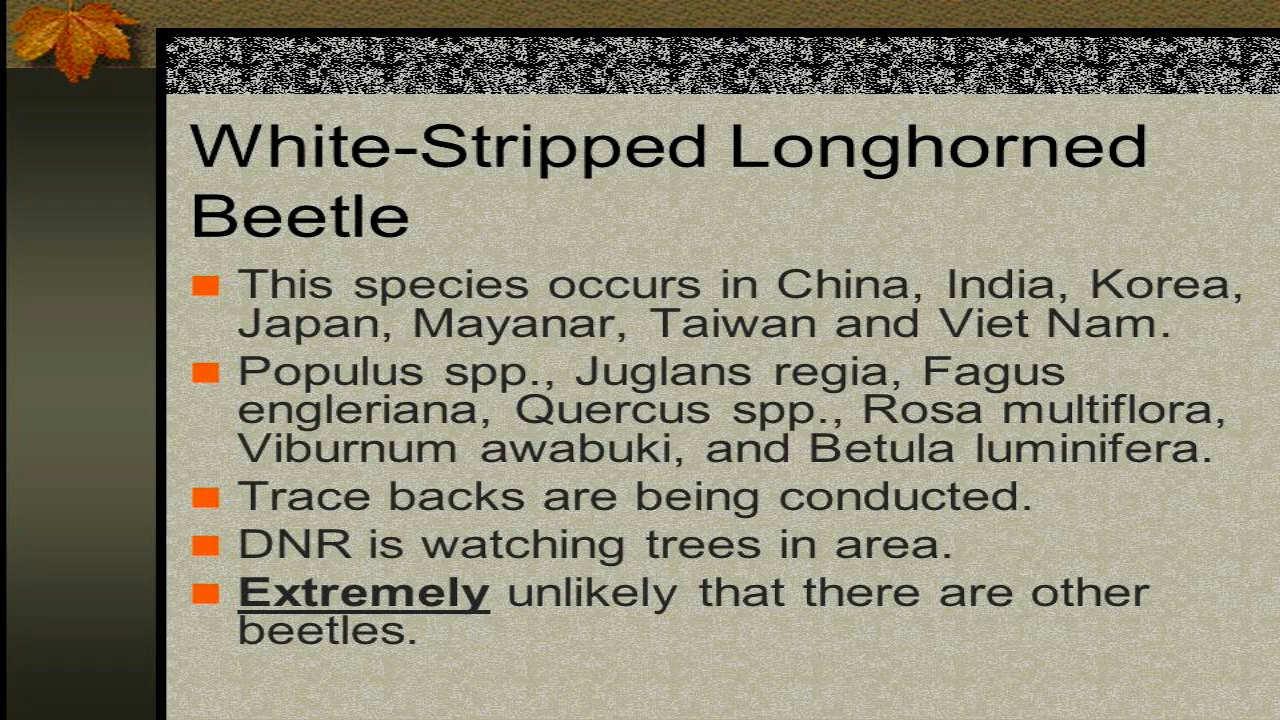 White-Stripped Longhorned
Beetle
This species occurs in China, India, Korea,
Japan, Mayanar, Taiwan and Viet Nam.
Populus spp., Juglans regia, Fagus
engleriana, Quercus spp., Rosa multiflora,
Viburnum awabuki, and Betula luminifera.
Trace backs are being conducted.
DNR is watching trees in area.
Extremely unlikely that there are other
beetles.